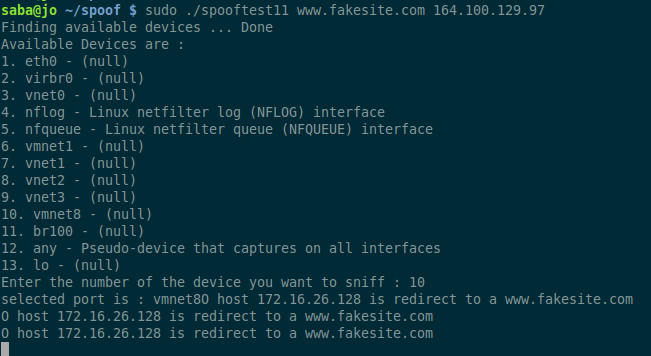 saba@jo ~/spoof $ sudo ./spooftest11 www.fakesite.com 164.100.129.97
Finding available devices ... Done
Available Devices are :
1. eth0 - (null)
2. virbr0 - (null)
3. vnet0 - (null)
4. nflog - Linux netfilter log (NFLOG) interface
5. nfqueue - Linux netfilter queue (NFQUEUE) interface
6. vmnet1 - (null)
7. vnet1 - (null)
8. vnet2 - (null)
9. vnet3 - (null)
10. vmnet8 - (null)
11. br100 - (null)
12. any - Pseudo-device that captures on all interfaces
13. lo - (null)
Enter the number of the device you want to sniff : 10
selected port is : vmnet8O host 172.16.26.128 is redirect to a www.fakesite.com
O host 172.16.26.128 is redirect to a www.fakesite.com
O host 172.16.26.128 is redirect to a www.fakesite.com